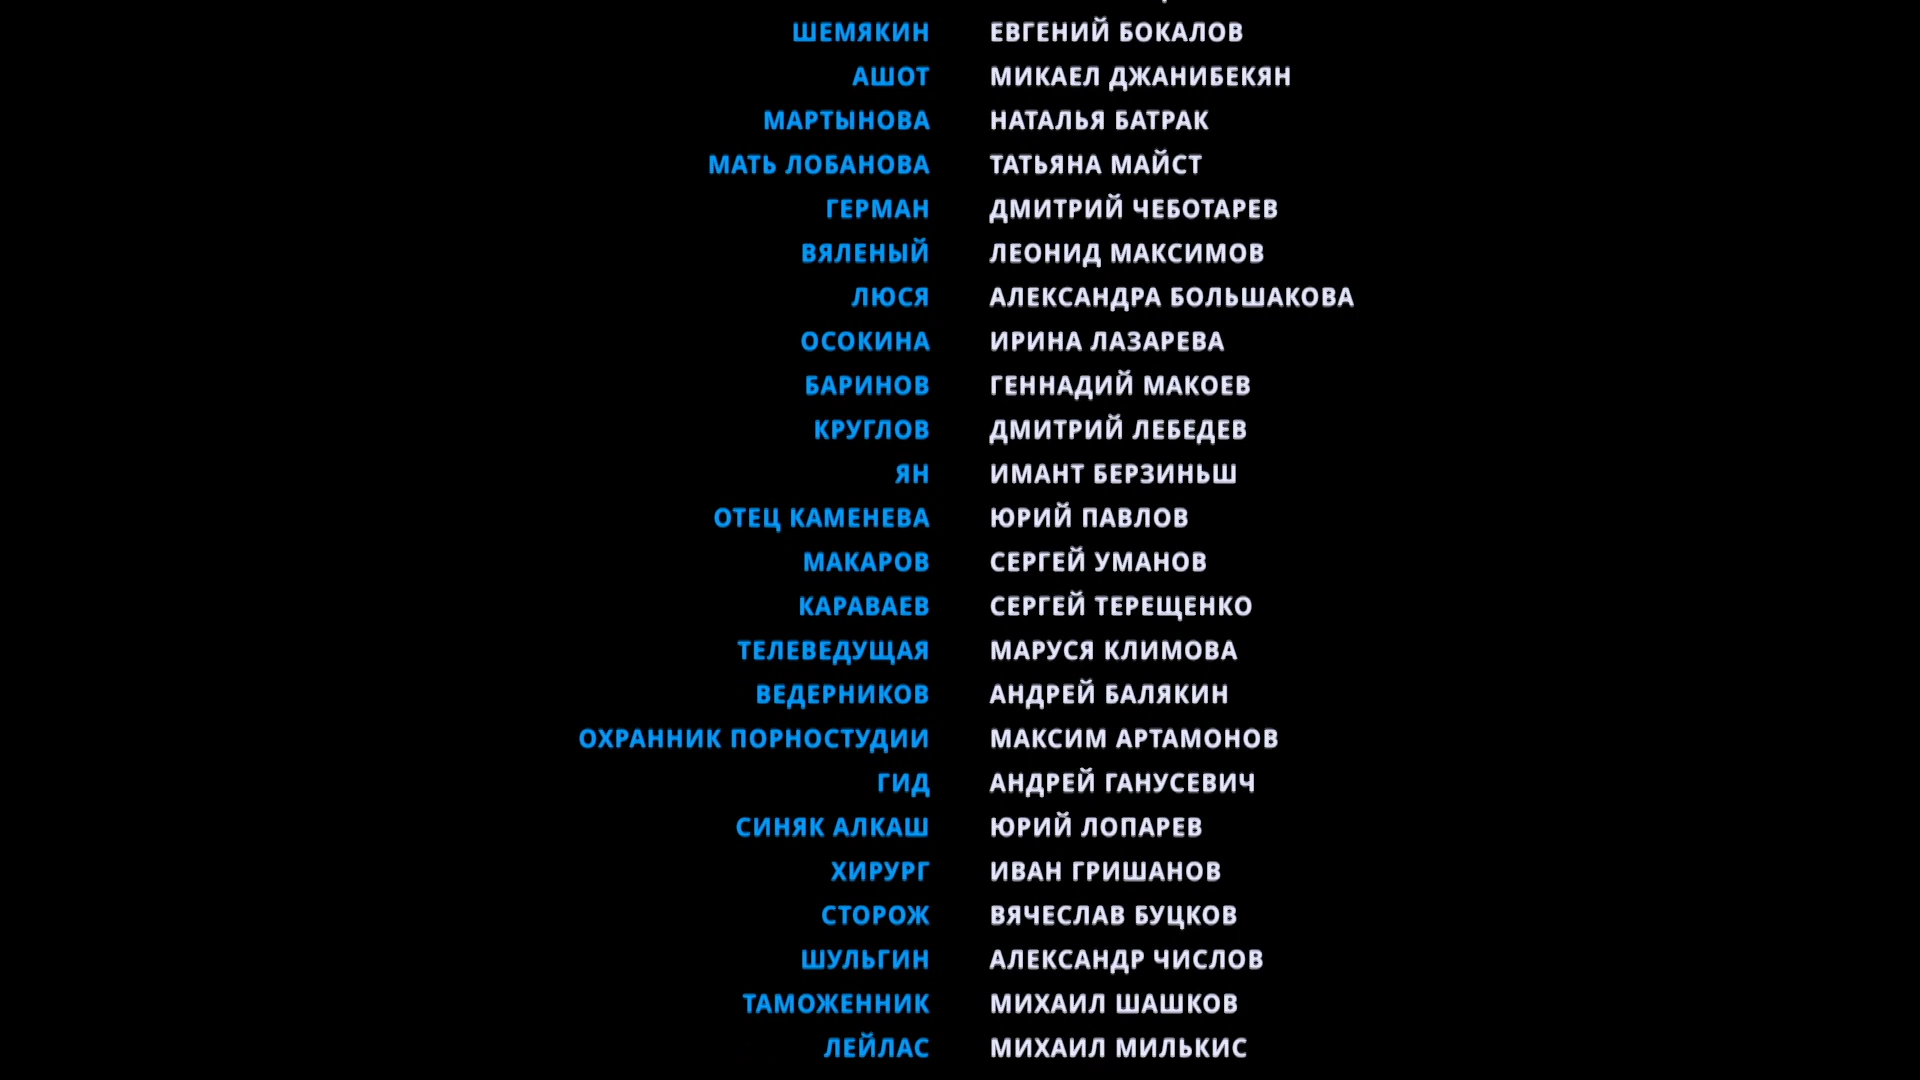 ШЕМЯКИН ЕВГЕНИЙ БОКАЛОВ
АШОТ МИКАЕЛ ДЖАНИБЕКЯН
МАРТЫНОВА НАТАЛЬЯ БАТРАК
МАТЬ ЛОБАНОВА ТАТЬЯНА МАЙСТ
ГЕРМАН ДМИТРИЙ ЧЕБОТАРЕВ
ВЯЛЕНЫЙ ЛЕОНИД МАКСИМОВ
ЛЮСЯ АЛЕКСАНДРА БОЛЬШАКОВА
ОСОКИНА ИРИНА ЛАЗАРЕВА
БАРИНОВ ГЕННАДИЙ МАКОЕВ
КРУГЛОВ ДМИТРИЙ ЛЕБЕДЕВ
ЯН ИМАНТ БЕРЗИНЬШ
ОТЕЦ КАМЕНЕВА ЮРИЙ ПАВЛОВ
МАКАРОВ СЕРГЕЙ УМАНОВ
КАРАВАЕВ СЕРГЕЙ ТЕРЕЩЕНКО
ТЕЛЕВЕДУЩАЯ МАРУСЯ КЛИМОВА
ВЕДЕРНИКОВ АНДРЕЙ БАЛЯКИН
ОХРАННИК ПОРНОСТУДИИ МАКСИМ АРТАМОНОВ
ГИД АНДРЕЙ ГАНУСЕВИЧ
СИНЯК АЛКАШ ЮРИЙ ЛОПАРЕВ
ХИРУРГ ИВАН ГРИШАНОВ
СТОРОЖ ВЯЧЕСЛАВ БУЦКОВ
ШУЛЬГИН АЛЕКСАНДР ЧИСЛОВ
ТАМОЖЕННИК МИХАИЛ ШАШКОВ
ЛЕЙЛАС МИХАИЛ МИЛЬКИС